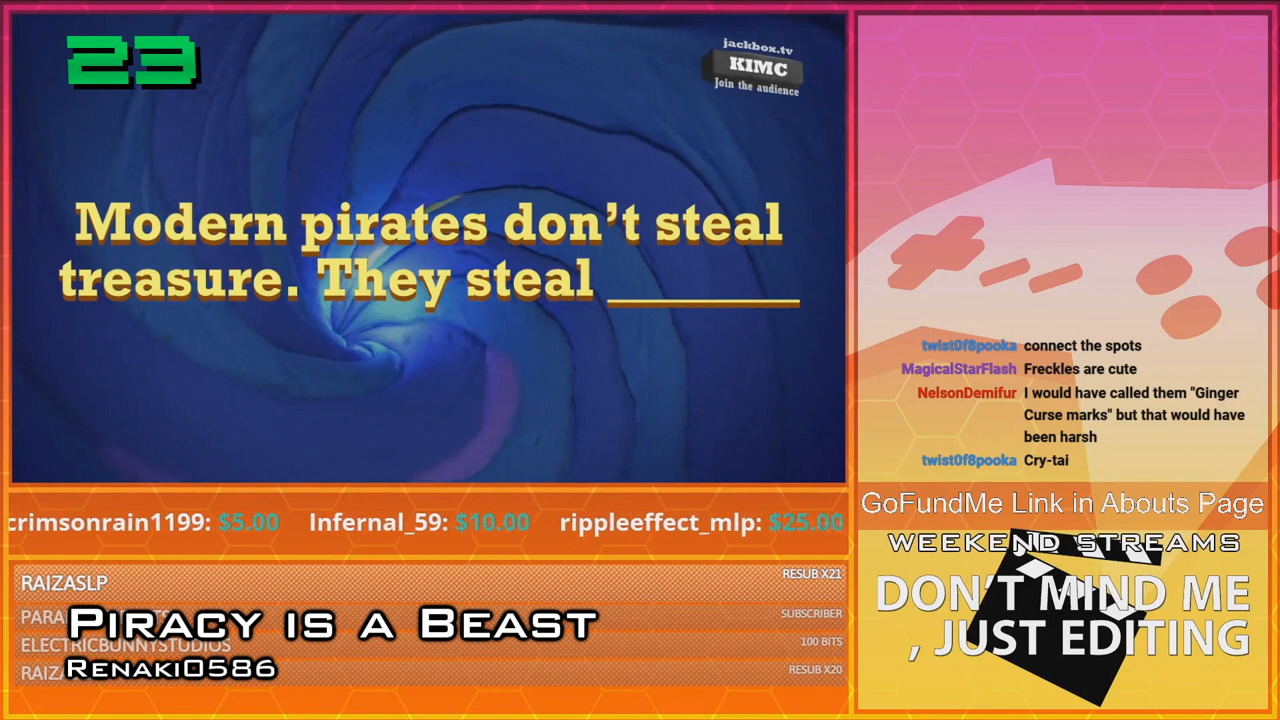 23
jackbox.tv
KIMC
Join the audience
Modern pirates don't steal
treasure. They steal ________
twist0f8pooka connect the spots
MagicalStarFlash Freckles are cute
NelsonDemifur I would have called them "Ginger
Curse marks" but that would have
been harsh
twist0f8pooka Cry-tai
GoFundMe Link in Abouts Page
WEEKEND STREAMS
DON'T MIND ME
, JUST EDITING
crimsonrain1199: $5.00 Infernal_59: $10.00 rippleeffect_mlp: $25.00
RAIZASLP RESUB X21
SUBSCRIBER
Piracy is a Beast
ELECTRICBUNNYSTUDIOS 100 BITS
Renaki0586
RESUB X20